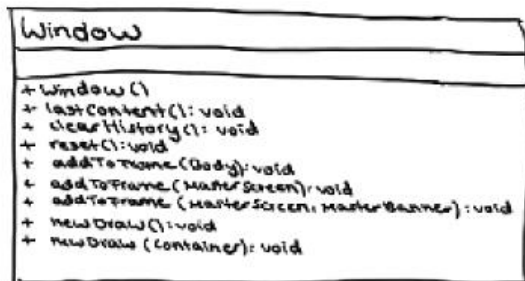 Window
+ Window()
+ lastContent(): void
+ clearHistory(): void
+ reset(): void
+ addToFrame(Body): void
+ addToFrame(MasterScreen): void
+ addToFrame(MasterScreen, MasterBanner): void
+ newDraw(): void
+ newDraw(Container): void